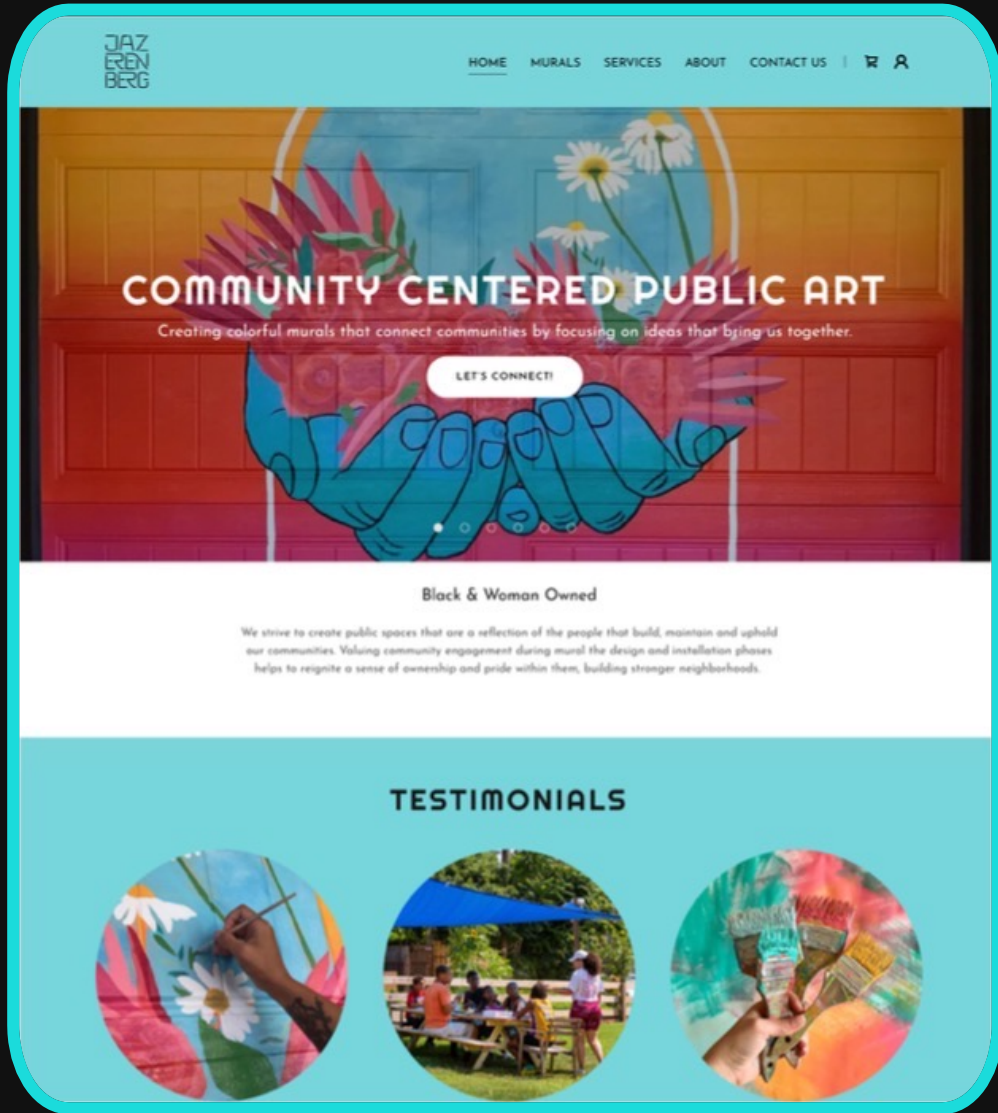 JAZ
EREN
BERG
HOME MURALS SERVICES ABOUT CONTACT US
COMMUNITY CENTERED PUBLIC ART
Creating colorful murals that connect communities by focusing on ideas that bring us together.
LET'S CONNECT!
Black & Woman Owned
We strive to create public spaces that are a reflection of the people that build, maintain and uphold
our communities. Valuing community engagement during mural the design and installation phases
helps to reignite a sense of ownership and pride within them, building stronger neighborhoods.
TESTIMONIALS